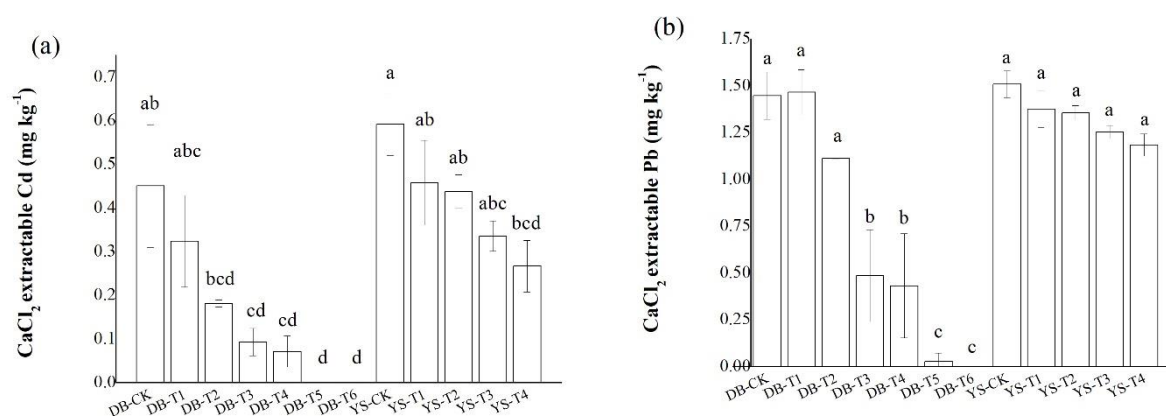 (a)
CaCl₂ extractable Cd (mg kg⁻¹)
0.7
0.6
0.5
0.4
0.3
0.2
0.1
0.0
ab
abc
bcd
cd
cd
d
d
a
ab
ab
abc
bcd
DB-CK
DB-T1
DB-T2
DB-T3
DB-T4
DB-T5
DB-T6
YS-CK
YS-T1
YS-T2
YS-T3
YS-T4
(b)
CaCl₂ extractable Pb (mg kg⁻¹)
1.75
1.50
1.25
1.00
0.75
0.50
0.25
0.00
a
a
a
b
b
c
c
a
a
a
a
a
DB-CK
DB-T1
DB-T2
DB-T3
DB-T4
DB-T5
DB-T6
YS-CK
YS-T1
YS-T2
YS-T3
YS-T4